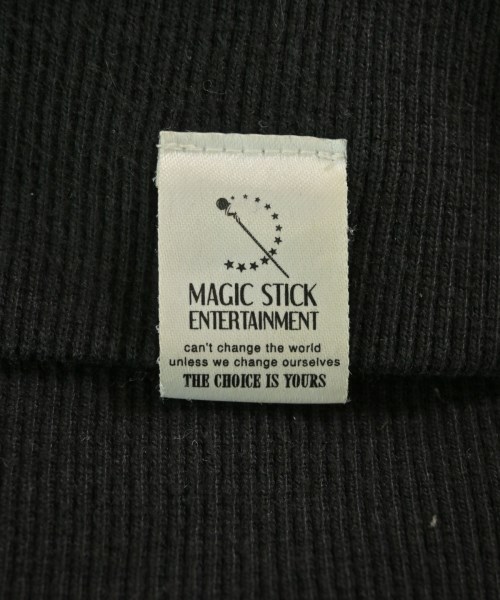 MAGIC STICK
ENTERTAINMENT
can't change the world
unless we change ourselves
THE CHOICE IS YOURS